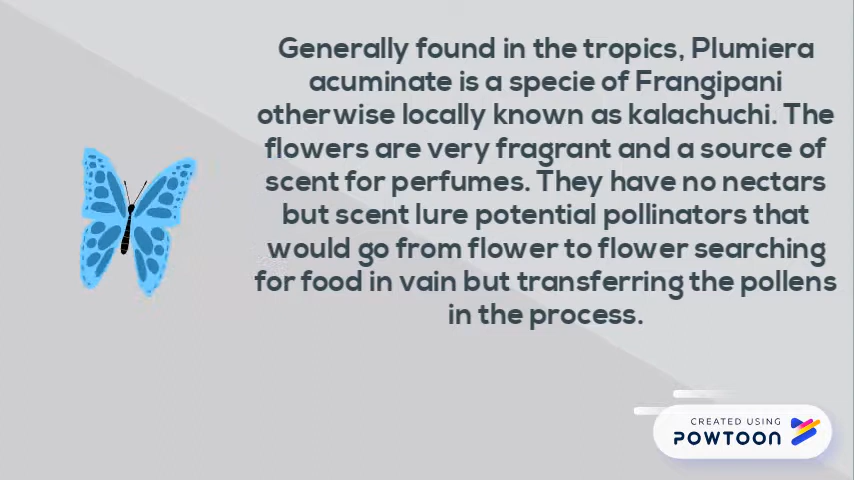 Generally found in the tropics, Plumiera
acuminate is a specie of Frangipani
otherwise locally known as kalachuchi. The
flowers are very fragrant and a source of
scent for perfumes. They have no nectars
but scent lure potential pollinators that
would go from flower to flower searching
for food in vain but transferring the pollens
in the process.
CREATED USING
POWTOON